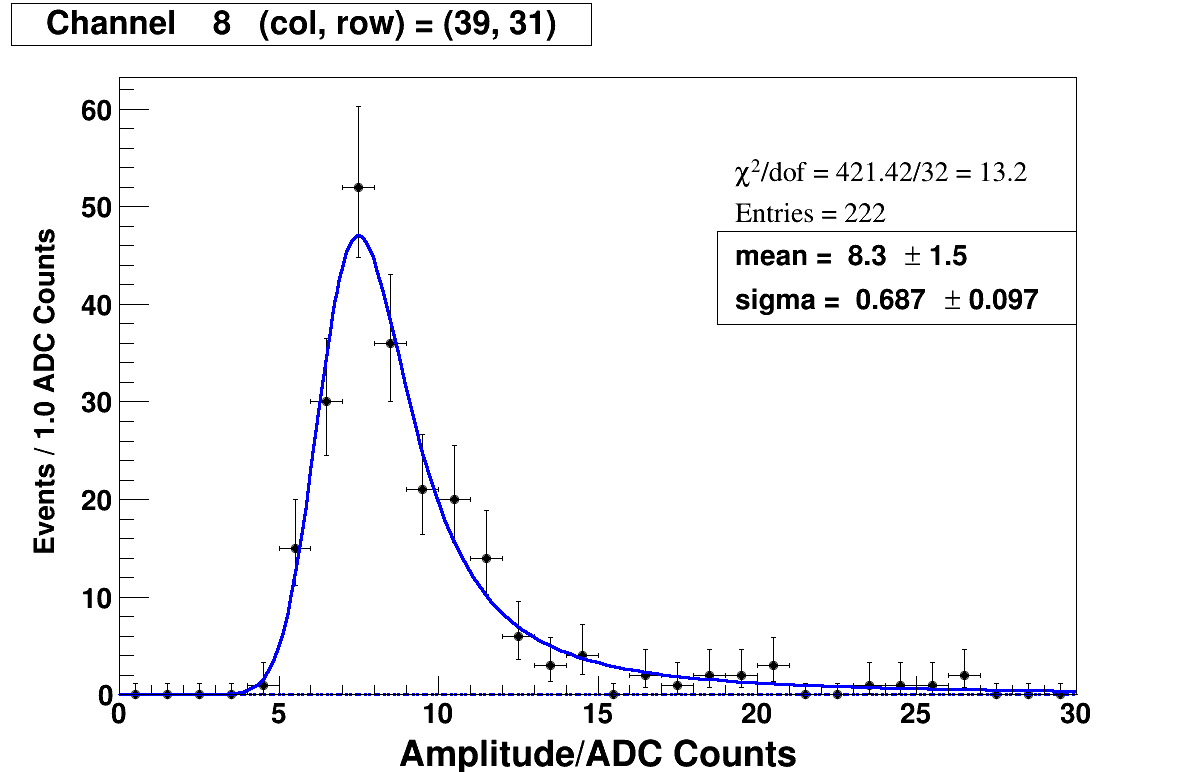 Channel 8 (col, row) = (39, 31)
χ²/dof = 421.42/32 = 13.2
Entries = 222
mean = 8.3 ± 1.5
sigma = 0.687 ± 0.097
Events / 1.0 ADC Counts
60
50
40
30
20
10
0
0 5 10 15 20 25 30
Amplitude/ADC Counts